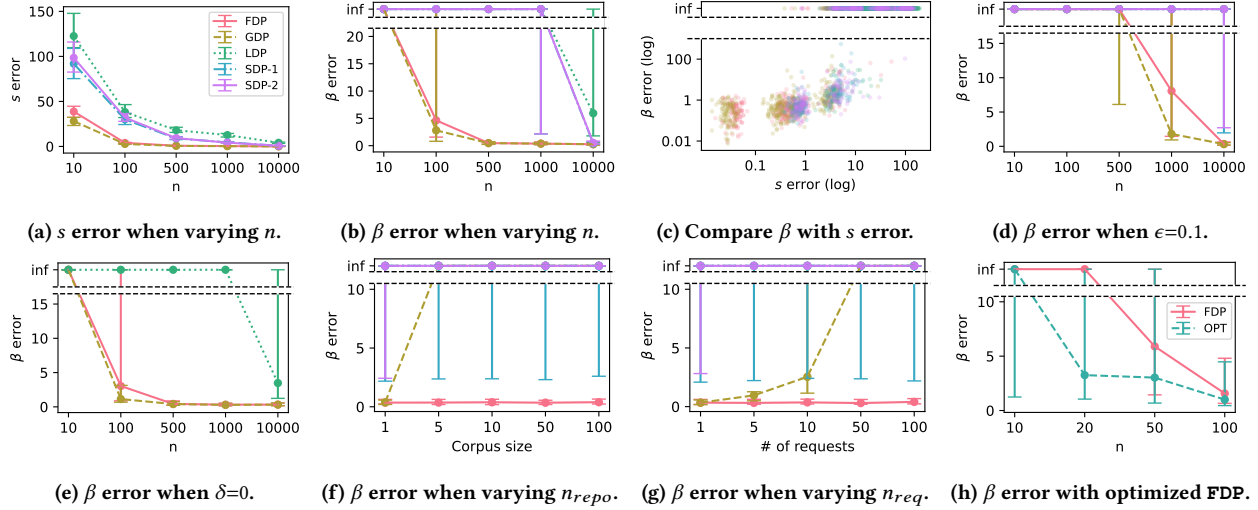 150
100
50
0
s error
10
100
500
1000
10000
n
FDP
GDP
LDP
SDP-1
SDP-2
(a) s error when varying n.
inf
20
15
10
5
0
β error
10
100
500
1000
10000
n
(b) β error when varying n.
inf
100
1
0.01
β error (log)
0.1
1
10
100
s error (log)
(c) Compare β with s error.
inf
15
10
5
0
β error
10
100
500
1000
10000
n
(d) β error when ϵ=0.1.
inf
15
10
5
0
β error
10
100
500
1000
10000
n
(e) β error when δ=0.
inf
10
5
0
β error
1
5
10
50
100
Corpus size
(f) β error when varying n_repo.
inf
10
5
0
β error
1
5
10
50
100
# of requests
(g) β error when varying n_req.
inf
10
5
0
β error
10
20
50
100
n
FDP
OPT
(h) β error with optimized FDP.